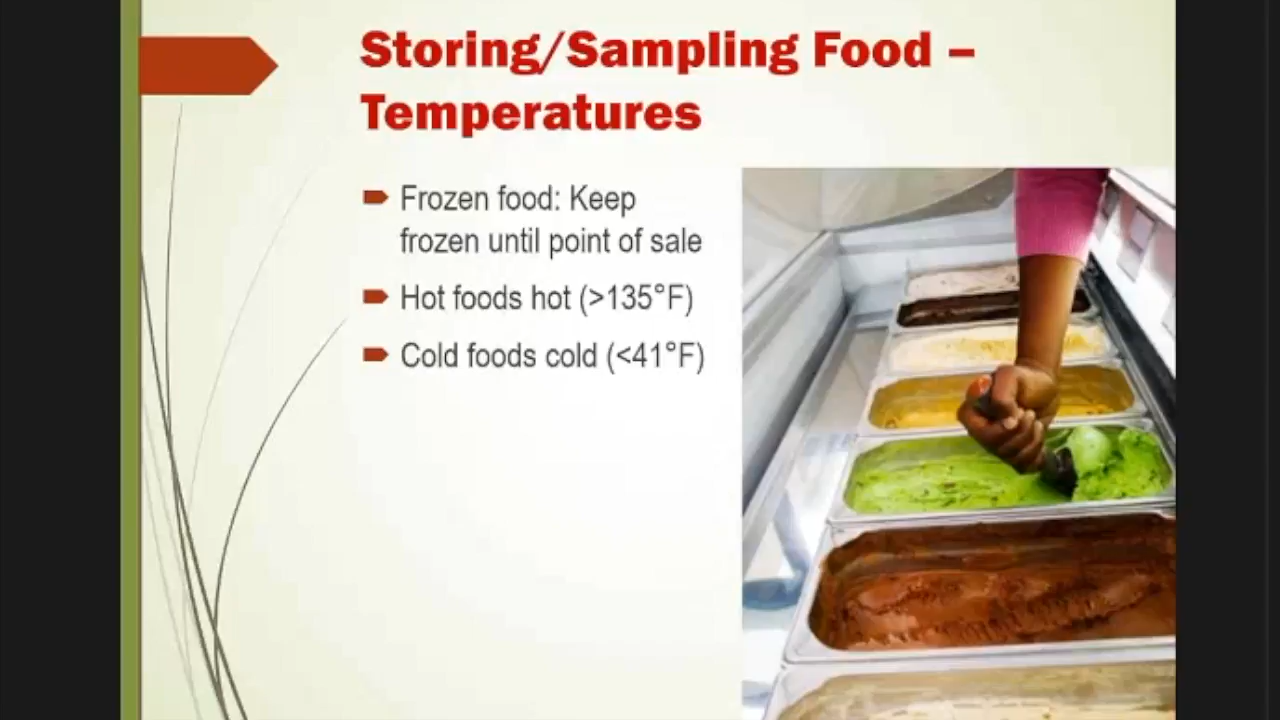 Storing/Sampling Food –
Temperatures
Frozen food: Keep
frozen until point of sale
Hot foods hot (>135°F)
Cold foods cold (<41°F)